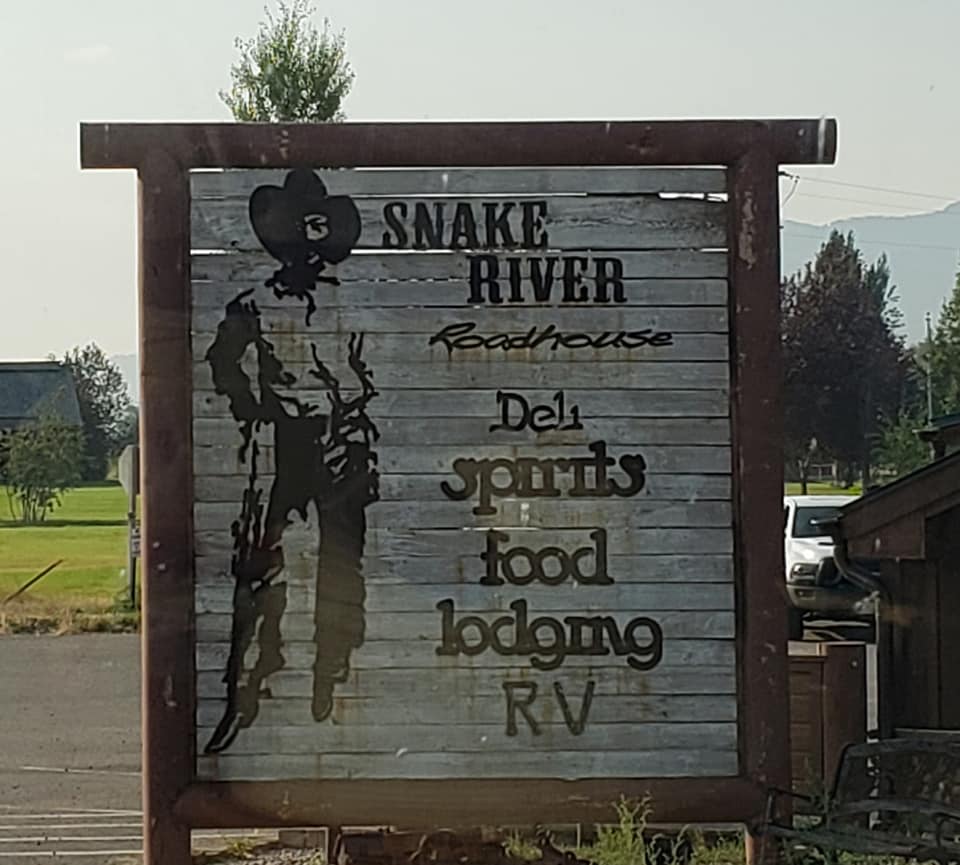 SNAKE
RIVER
Roadhouse
Deli
spirits
food
lodging
RV